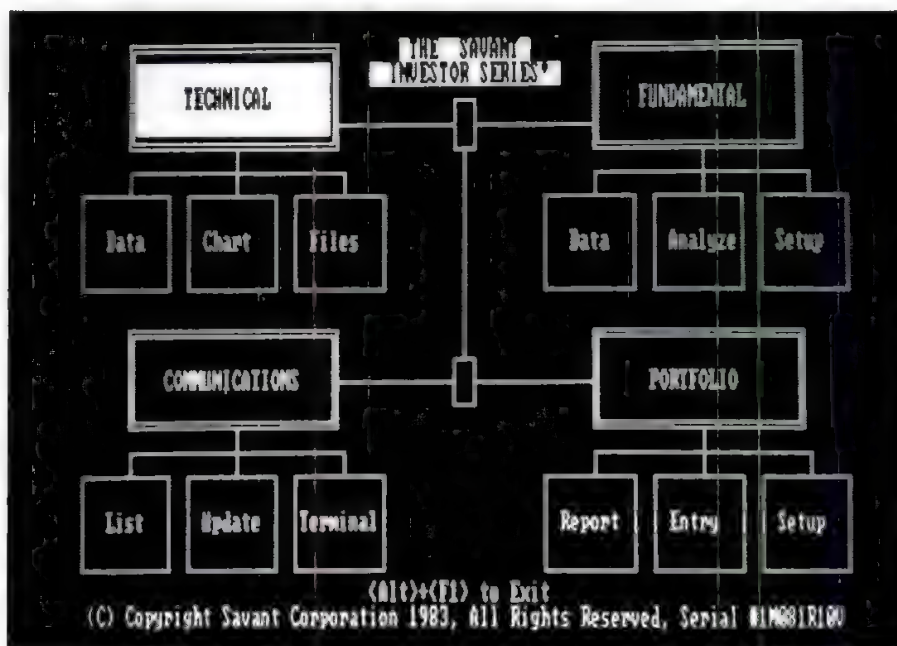 THE SAVANT
INVESTOR SERIES'
TECHNICAL
FUNDAMENTAL
Data
Chart
Files
Data
Analyze
Setup
COMMUNICATIONS
PORTFOLIO
List
Update
Terminal
Report
Entry
Setup
<Alt>+<F1> to Exit
(C) Copyright Savant Corporation 1983, All Rights Reserved, Serial